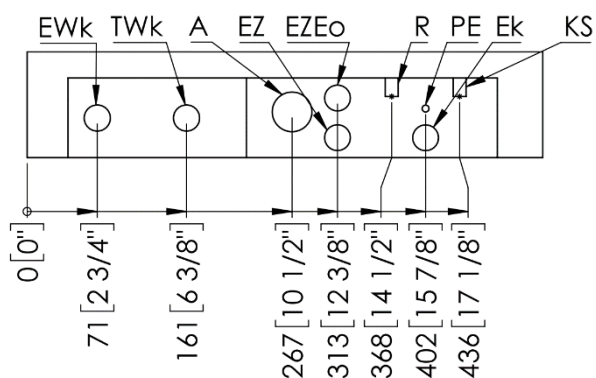 EWk TWk A EZ EZEo R PE Ek KS
0 [0"]
71 [2 3/4"]
161 [6 3/8"]
267 [10 1/2"]
313 [12 3/8"]
368 [14 1/2"]
402 [15 7/8"]
436 [17 1/8"]